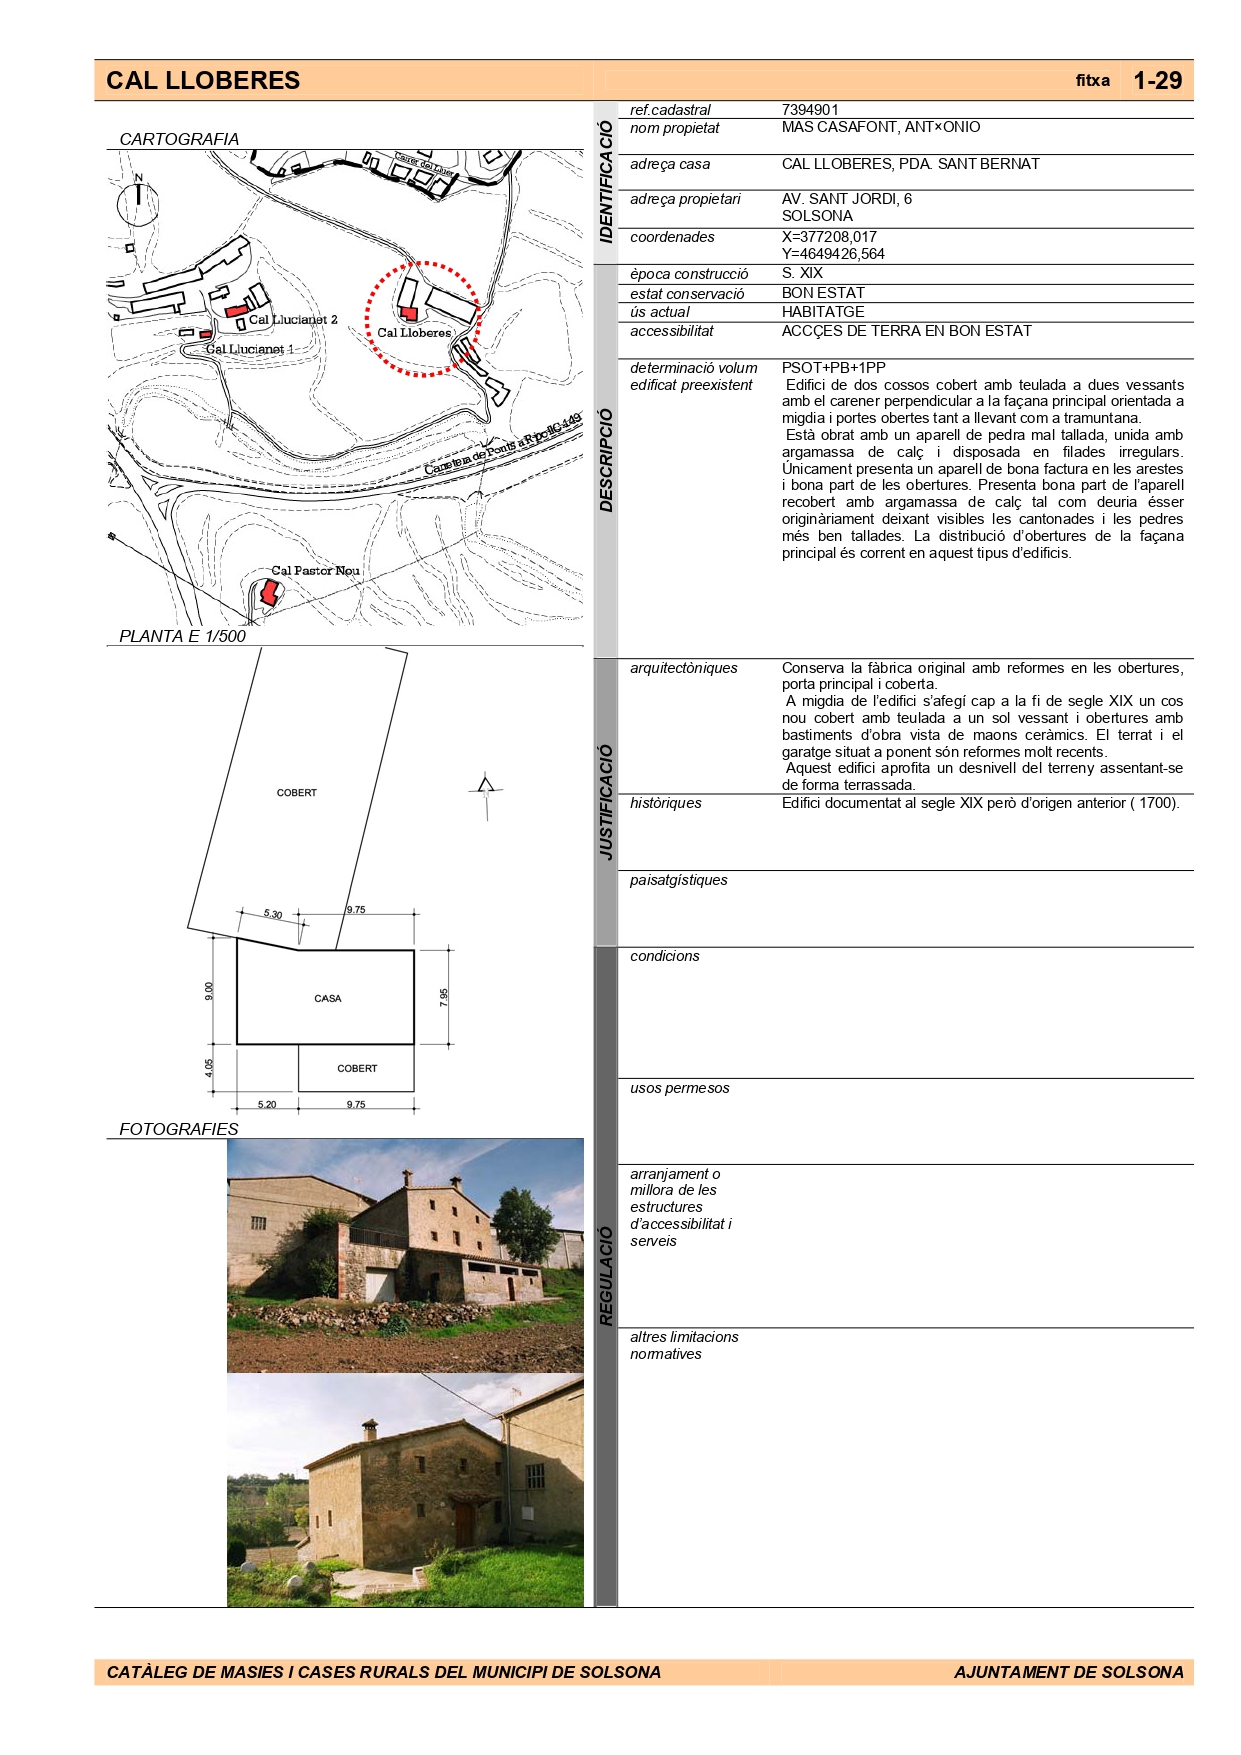 CAL LLOBERES
fitxa 1-29
CARTOGRAFIA
Carrer del Lluer
N
Cal Llucianet 2
Cal Llucianet 1
Cal Lloberes
Carretera de Ponts a Ripoll C-149
Cal Pastor Nou
PLANTA E 1/500
COBERT
5.30
9.75
9.00
CASA
7.95
4.05
COBERT
5.20
9.75
FOTOGRAFIES
IDENTIFICACIÓ
ref.cadastral 7394901
nom propietat MAS CASAFONT, ANT×ONIO
adreça casa CAL LLOBERES, PDA. SANT BERNAT
adreça propietari AV. SANT JORDI, 6
SOLSONA
coordenades X=377208,017
Y=4649426,564
DESCRIPCIÓ
època construcció S. XIX
estat conservació BON ESTAT
ús actual HABITATGE
accessibilitat ACCÇES DE TERRA EN BON ESTAT
determinació volum PSOT+PB+1PP
edificat preexistent Edifici de dos cossos cobert amb teulada a dues vessants
amb el carener perpendicular a la façana principal orientada a
migdia i portes obertes tant a llevant com a tramuntana.
Està obrat amb un aparell de pedra mal tallada, unida amb
argamassa de calç i disposada en filades irregulars.
Únicament presenta un aparell de bona factura en les arestes
i bona part de les obertures. Presenta bona part de l'aparell
recobert amb argamassa de calç tal com deuria ésser
originàriament deixant visibles les cantonades i les pedres
més ben tallades. La distribució d'obertures de la façana
principal és corrent en aquest tipus d'edificis.
JUSTIFICACIÓ
arquitectòniques Conserva la fàbrica original amb reformes en les obertures,
porta principal i coberta.
A migdia de l'edifici s'afegí cap a la fi de segle XIX un cos
nou cobert amb teulada a un sol vessant i obertures amb
bastiments d'obra vista de maons ceràmics. El terrat i el
garatge situat a ponent són reformes molt recents.
Aquest edifici aprofita un desnivell del terreny assentant-se
de forma terrassada.
històriques Edifici documentat al segle XIX però d'origen anterior ( 1700).
paisatgístiques
REGULACIÓ
condicions
usos permesos
arranjament o
millora de les
estructures
d'accessibilitat i
serveis
altres limitacions
normatives
CATÀLEG DE MASIES I CASES RURALS DEL MUNICIPI DE SOLSONA AJUNTAMENT DE SOLSONA